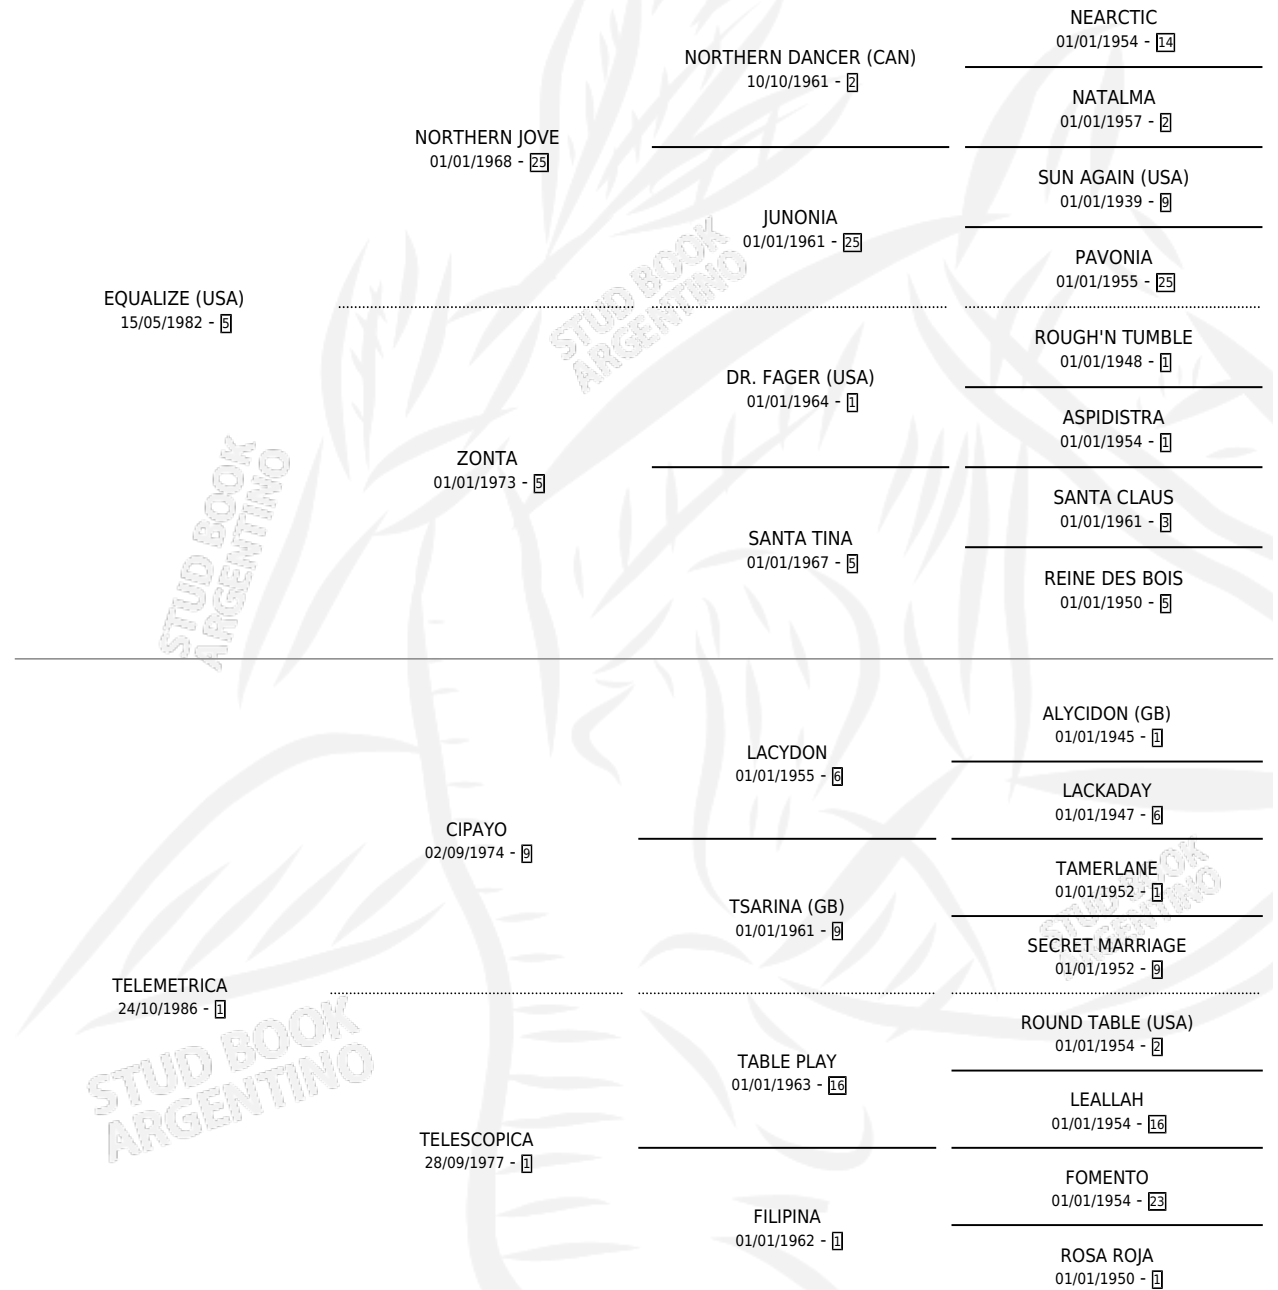 NEARCTIC
01/01/1954 - 14
NORTHERN DANCER (CAN)
10/10/1961 - 2
NATALMA
01/01/1957 - 2
NORTHERN JOVE
01/01/1968 - 25
SUN AGAIN (USA)
01/01/1939 - 9
JUNONIA
01/01/1961 - 25
PAVONIA
01/01/1955 - 25
STUD BOOK
ARGENTINO
EQUALIZE (USA)
15/05/1982 - 5
ROUGH'N TUMBLE
01/01/1948 - 1
DR. FAGER (USA)
01/01/1964 - 1
ASPIDISTRA
01/01/1954 - 1
ZONTA
01/01/1973 - 5
SANTA CLAUS
01/01/1961 - 3
SANTA TINA
01/01/1967 - 5
REINE DES BOIS
01/01/1950 - 5
STUD BOOK
ARGENTINO
ALYCIDON (GB)
01/01/1945 - 1
LACYDON
01/01/1955 - 6
LACKADAY
01/01/1947 - 6
CIPAYO
02/09/1974 - 9
TAMERLANE
01/01/1952 - 1
TSARINA (GB)
01/01/1961 - 9
SECRET MARRIAGE
01/01/1952 - 9
STUD BOOK
ARGENTINO
TELEMETRICA
24/10/1986 - 1
ROUND TABLE (USA)
01/01/1954 - 2
TABLE PLAY
01/01/1963 - 16
LEALLAH
01/01/1954 - 16
STUD BOOK
ARGENTINO
TELESCOPICA
28/09/1977 - 1
FOMENTO
01/01/1954 - 23
FILIPINA
01/01/1962 - 1
ROSA ROJA
01/01/1950 - 1